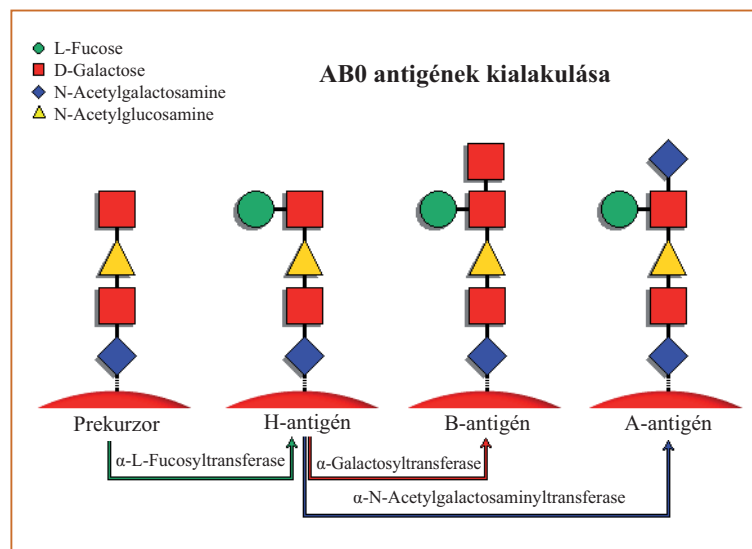 L-Fucose
D-Galactose
N-Acetylgalactosamine
N-Acetylglucosamine
AB0 antigének kialakulása
Prekurzor
H-antigén
B-antigén
A-antigén
α-L-Fucosyltransferase
α-Galactosyltransferase
α-N-Acetylgalactosaminyltransferase